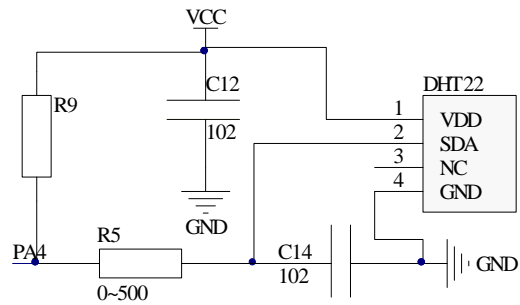 VCC
C12
DHT22
R9
1
VDD
102
2
SDA
3
NC
4
GND
GND
R5
C14
PA4
GND
102
0~500